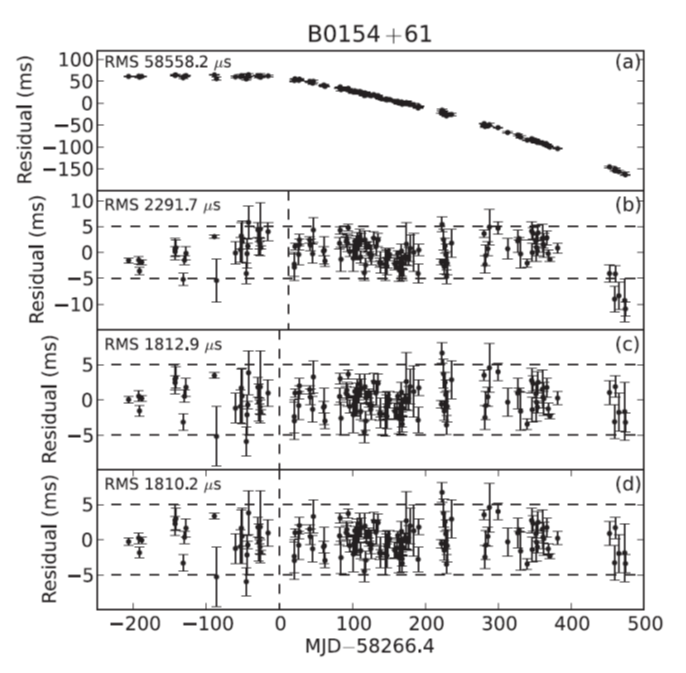 B0154+61
RMS 58558.2 μs
(a)
100
50
0
−50
−100
−150
Residual (ms)
RMS 2291.7 μs
(b)
10
5
0
−5
−10
Residual (ms)
RMS 1812.9 μs
(c)
5
0
−5
Residual (ms)
RMS 1810.2 μs
(d)
5
0
−5
Residual (ms)
−200 −100 0 100 200 300 400 500
MJD−58266.4